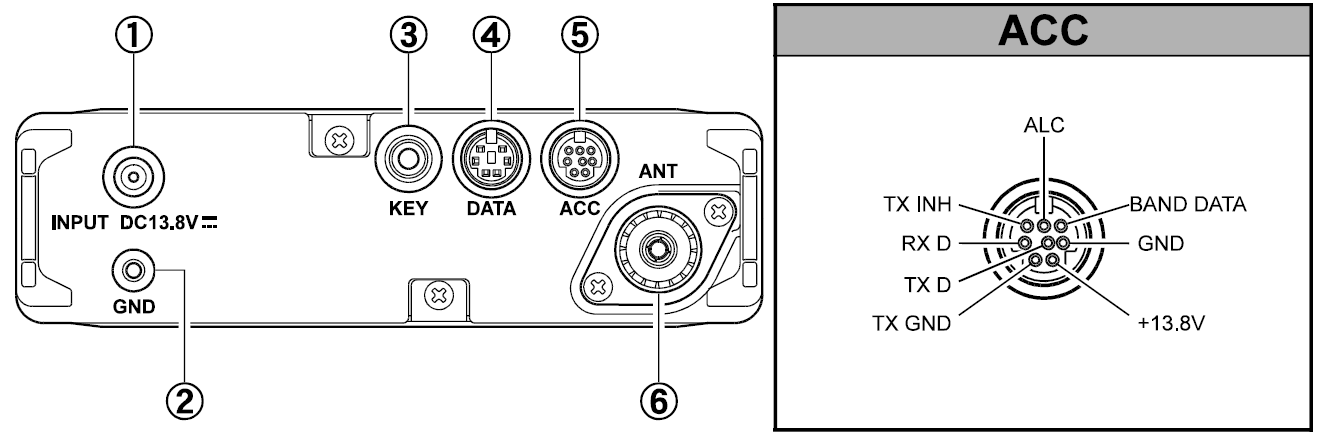 ① ③ ④ ⑤
ANT
INPUT DC13.8V⎓
KEY DATA ACC
GND
② ⑥
ACC
ALC
TX INH BAND DATA
RX D GND
TX D
TX GND +13.8V